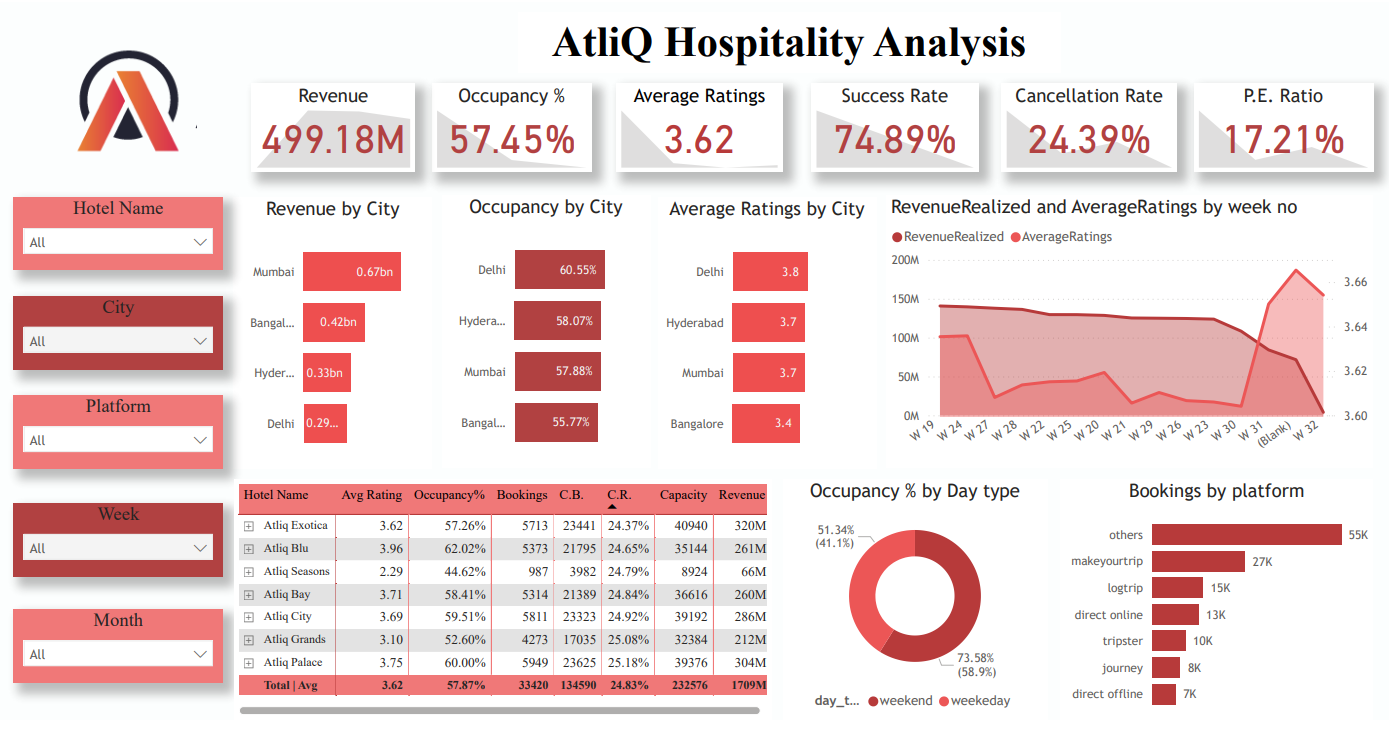 AtliQ Hospitality Analysis
Revenue
499.18M
Occupancy %
57.45%
Average Ratings
3.62
Success Rate
74.89%
Cancellation Rate
24.39%
P.E. Ratio
17.21%
Hotel Name
All
City
All
Platform
All
Week
All
Month
All
Revenue by City
Mumbai 0.67bn
Bangal... 0.42bn
Hyder... 0.33bn
Delhi 0.29...
Occupancy by City
Delhi 60.55%
Hydera... 58.07%
Mumbai 57.88%
Bangal... 55.77%
Average Ratings by City
Delhi 3.8
Hyderabad 3.7
Mumbai 3.7
Bangalore 3.4
RevenueRealized and AverageRatings by week no
RevenueRealized AverageRatings
200M
150M
100M
50M
0M
3.66
3.64
3.62
3.60
W 19 W 24 W 27 W 28 W 22 W 25 W 20 W 21 W 29 W 26 W 23 W 30 W 31 (Blank) W 32
Hotel Name Avg Rating Occupancy% Bookings C.B. C.R. Capacity Revenue
Atliq Exotica 3.62 57.26% 5713 23441 24.37% 40940 320M
Atliq Blu 3.96 62.02% 5373 21795 24.65% 35144 261M
Atliq Seasons 2.29 44.62% 987 3982 24.79% 8924 66M
Atliq Bay 3.71 58.41% 5314 21389 24.84% 36616 260M
Atliq City 3.69 59.51% 5811 23323 24.92% 39192 286M
Atliq Grands 3.10 52.60% 4273 17035 25.08% 32384 212M
Atliq Palace 3.75 60.00% 5949 23625 25.18% 39376 304M
Total | Avg 3.62 57.87% 33420 134590 24.83% 232576 1709M
Occupancy % by Day type
51.34%
(41.1%)
73.58%
(58.9%)
day_t... weekend weekeday
Bookings by platform
others 55K
makeyourtrip 27K
logtrip 15K
direct online 13K
tripster 10K
journey 8K
direct offline 7K